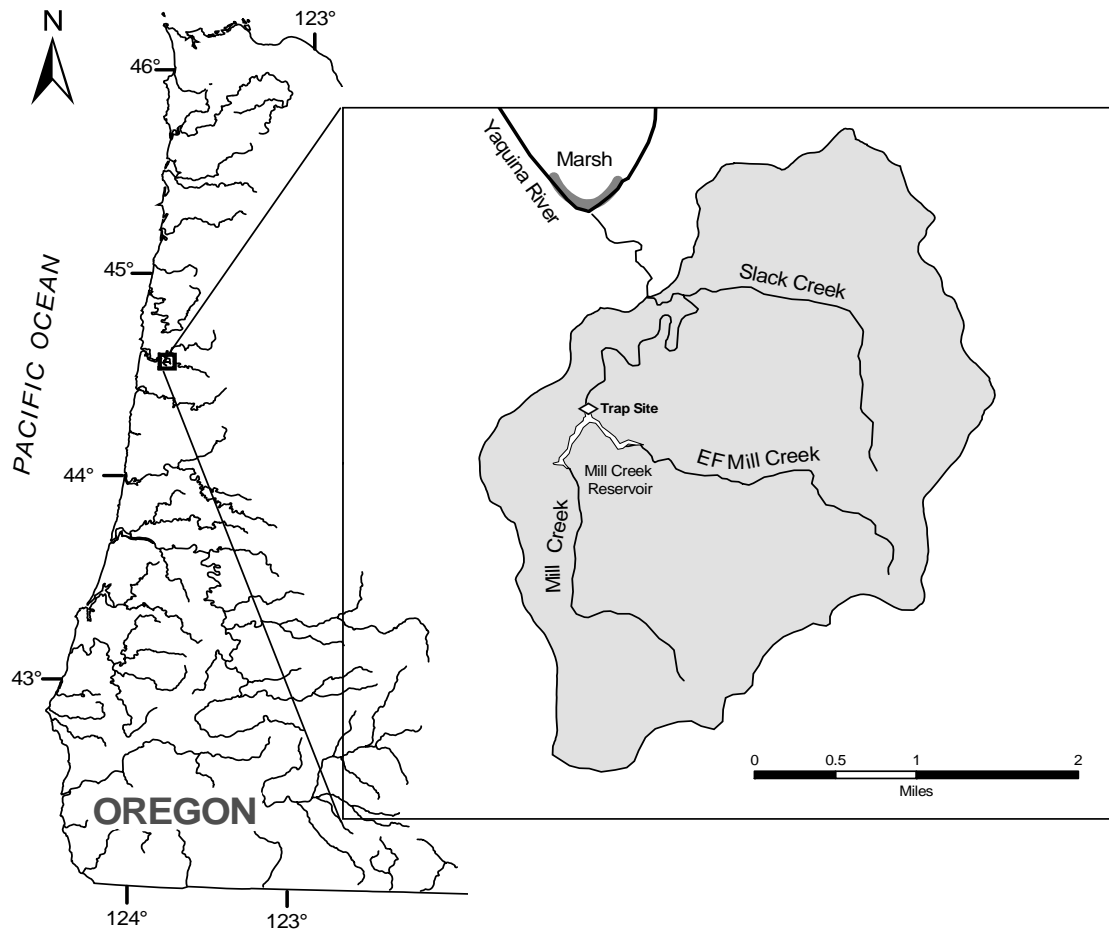 N
123°
46°
Yaquina River
Marsh
Slack Creek
45°
PACIFIC OCEAN
Trap Site
EF Mill Creek
Mill Creek
Reservoir
44°
Mill Creek
43°
0 0.5 1 2
Miles
OREGON
124°
123°